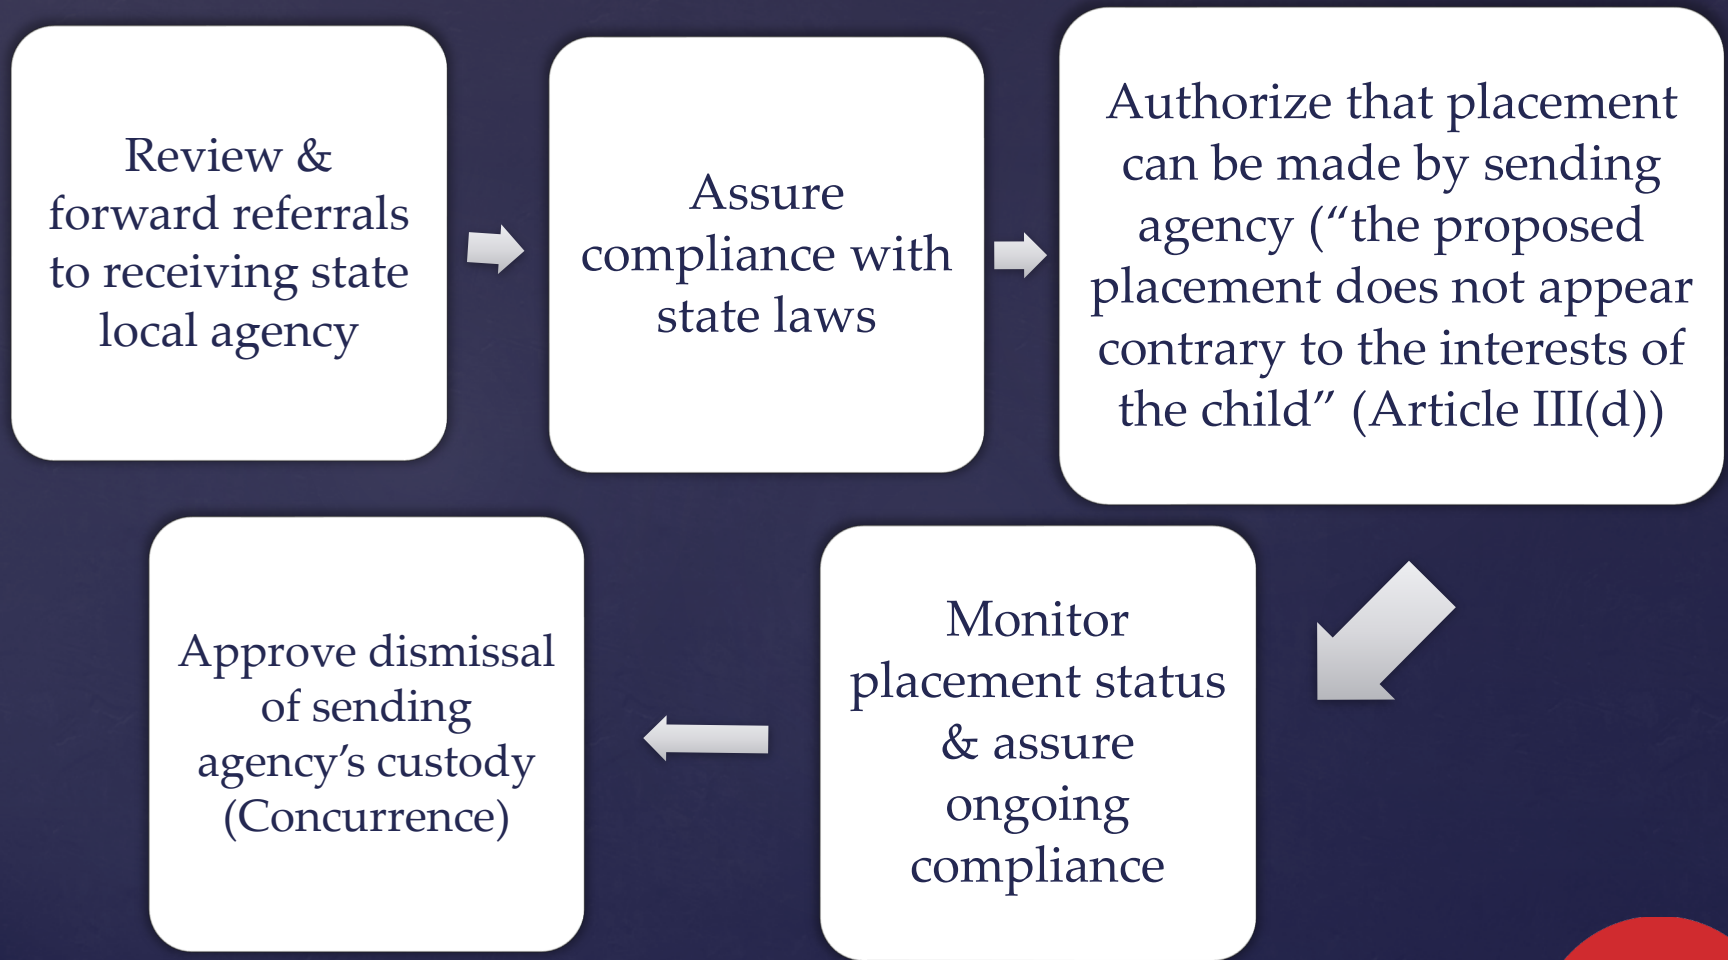 Review &
forward referrals
to receiving state
local agency
Assure
compliance with
state laws
Authorize that placement
can be made by sending
agency (“the proposed
placement does not appear
contrary to the interests of
the child” (Article III(d))
Monitor
placement status
& assure
ongoing
compliance
Approve dismissal
of sending
agency’s custody
(Concurrence)